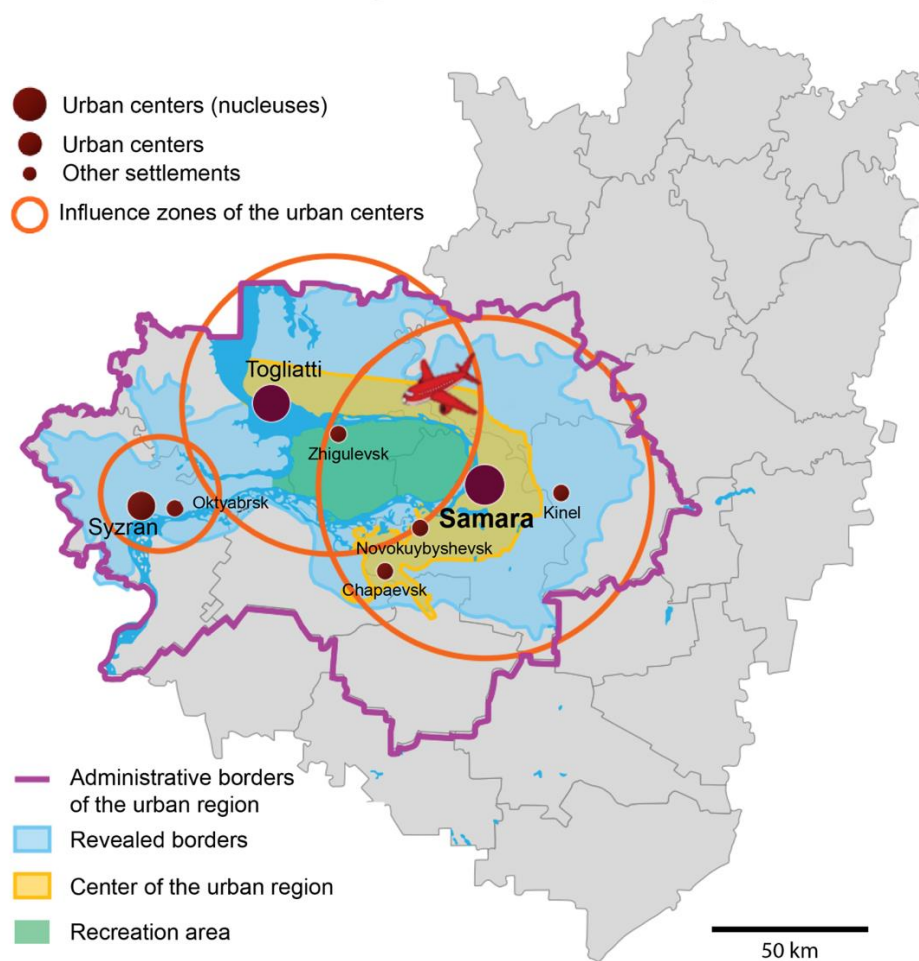 Urban centers (nucleuses)
Urban centers
Other settlements
Influence zones of the urban centers
Togliatti
Zhigulevsk
Oktyabrsk
Syzran
Samara
Kinel
Novokuybyshevsk
Chapaevsk
Administrative borders
of the urban region
Revealed borders
Center of the urban region
Recreation area
50 km